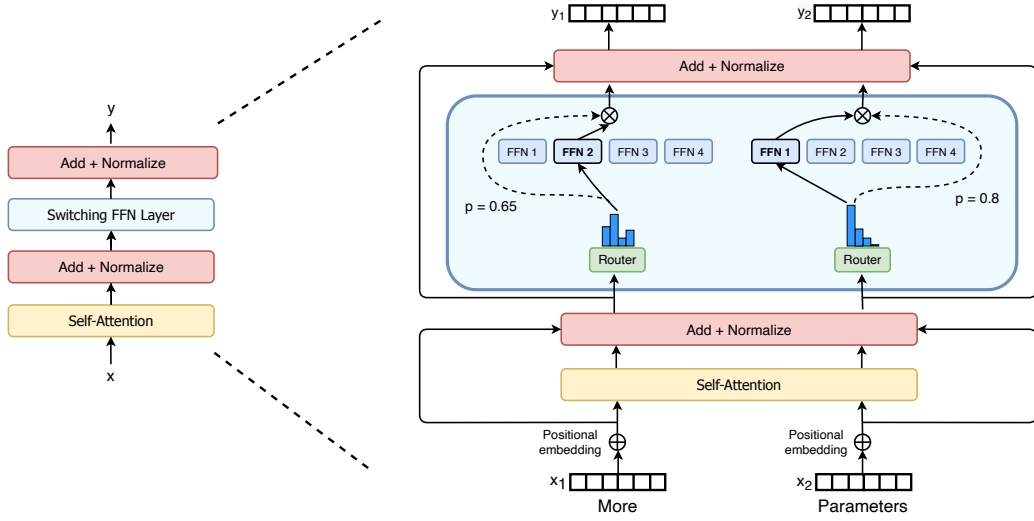 y
Add + Normalize
Switching FFN Layer
Add + Normalize
Self-Attention
x
y1
y2
Add + Normalize
FFN 1
FFN 2
FFN 3
FFN 4
FFN 1
FFN 2
FFN 3
FFN 4
p = 0.65
p = 0.8
Router
Router
Add + Normalize
Self-Attention
Positional
embedding
Positional
embedding
x1
x2
More
Parameters